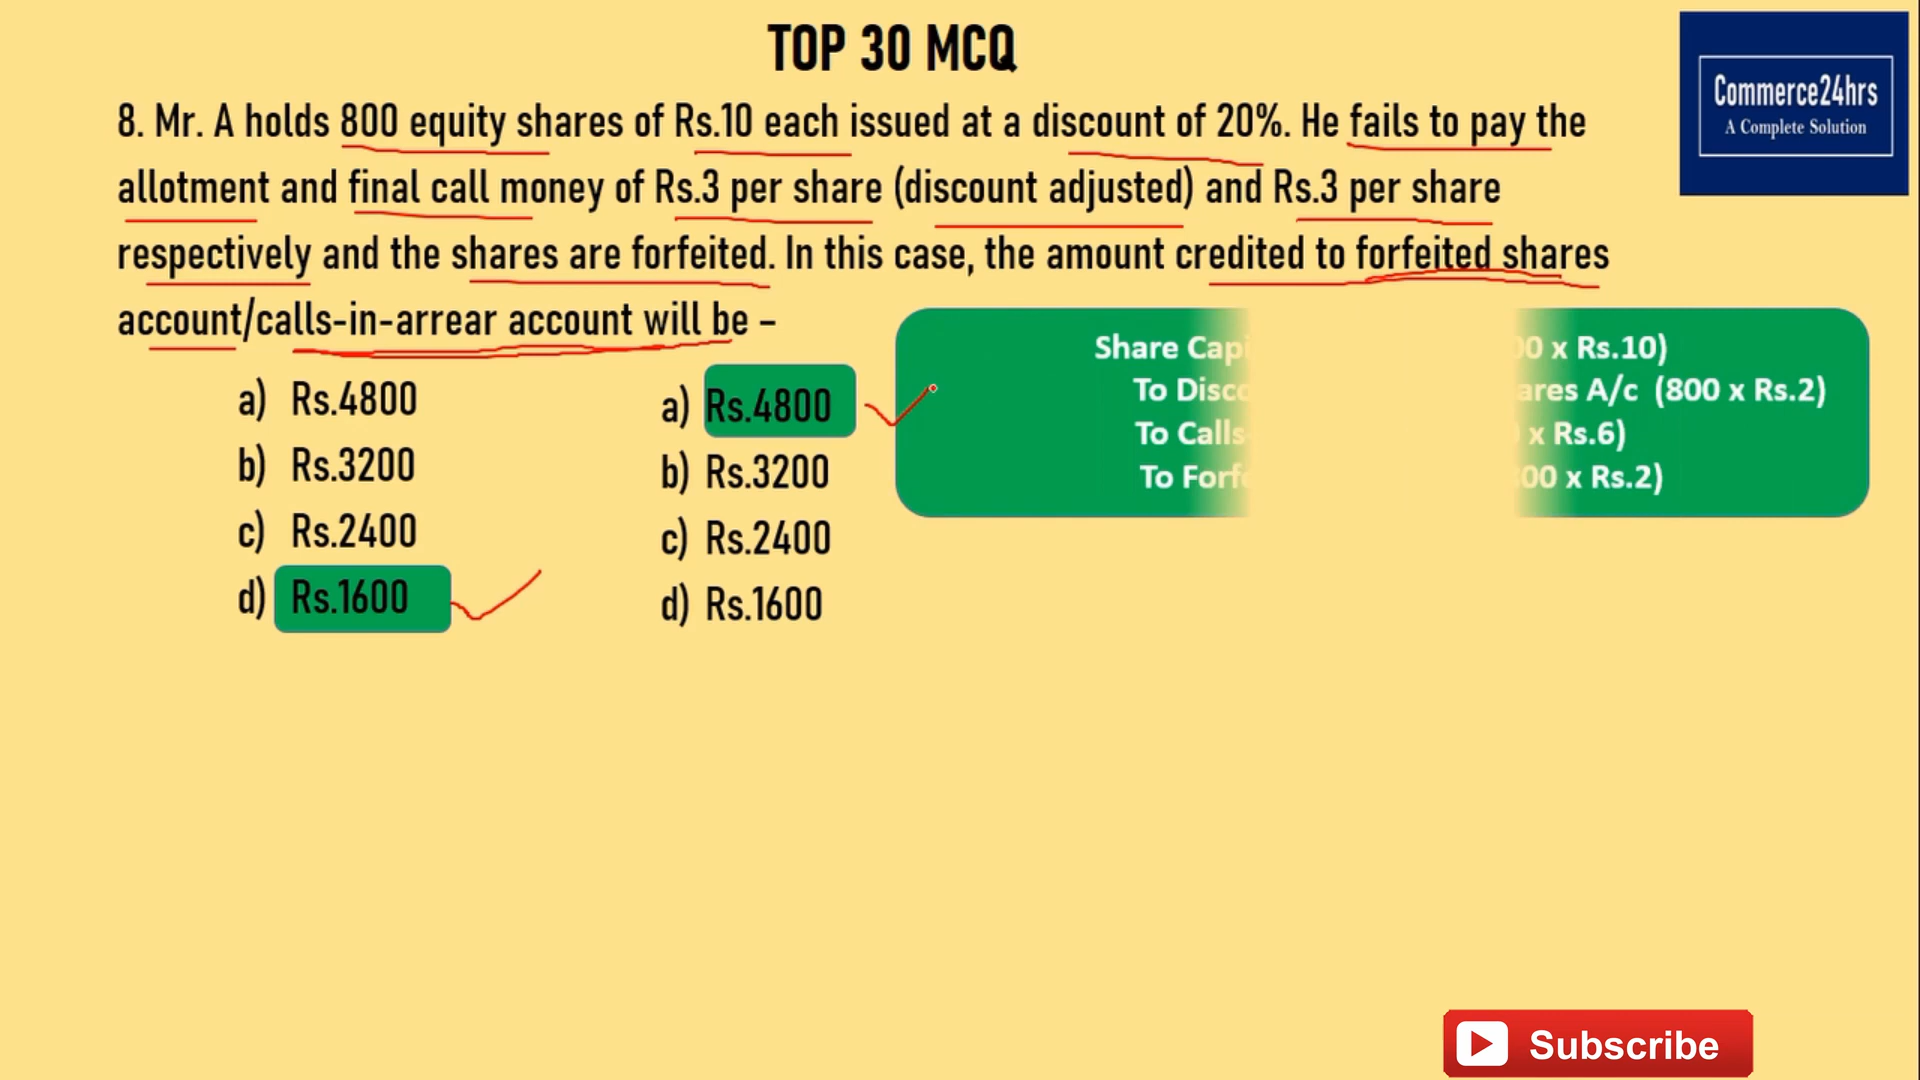 TOP 30 MCQ
Commerce24hrs
A Complete Solution
8. Mr. A holds 800 equity shares of Rs.10 each issued at a discount of 20%. He fails to pay the
allotment and final call money of Rs.3 per share (discount adjusted) and Rs.3 per share
respectively and the shares are forfeited. In this case, the amount credited to forfeited shares
account/calls-in-arrear account will be –
a) Rs.4800
b) Rs.3200
c) Rs.2400
d) Rs.1600
a) Rs.4800
b) Rs.3200
c) Rs.2400
d) Rs.1600
Share x Rs.10)
To A/c (800 x Rs.2)
To x Rs.6)
To x Rs.2)
Subscribe